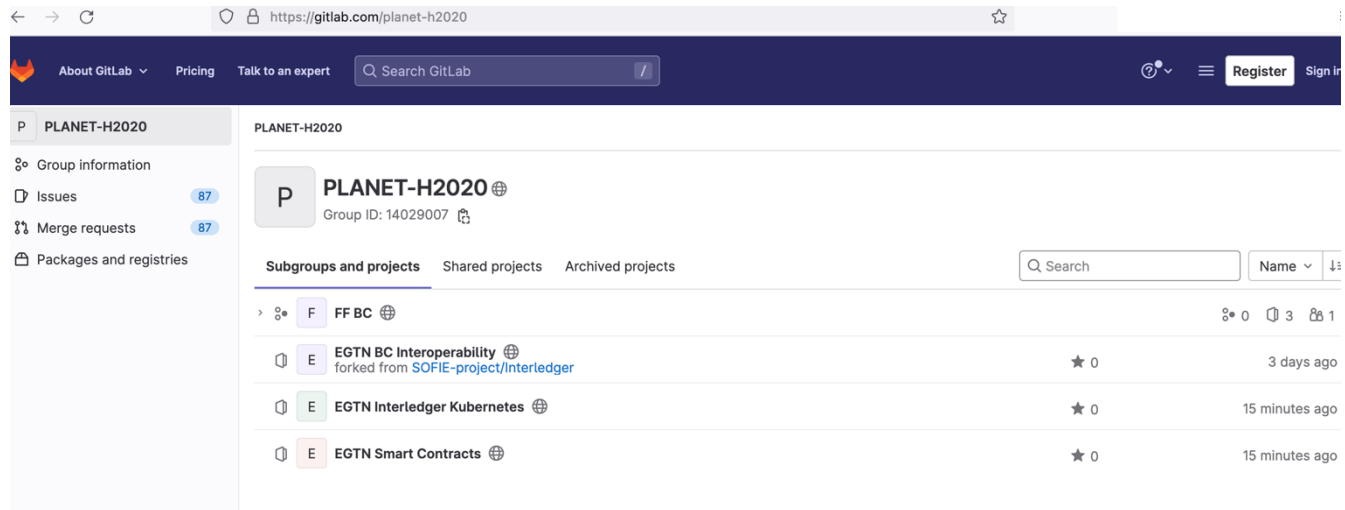 https://gitlab.com/planet-h2020
About GitLab Pricing Talk to an expert Search GitLab / Register Sign in
P PLANET-H2020
Group information
Issues 87
Merge requests 87
Packages and registries
PLANET-H2020
P
PLANET-H2020
Group ID: 14029007
Subgroups and projects Shared projects Archived projects Search Name
F FF BC 0 3 1
E EGTN BC Interoperability
forked from SOFIE-project/Interledger 0 3 days ago
E EGTN Interledger Kubernetes 0 15 minutes ago
E EGTN Smart Contracts 0 15 minutes ago